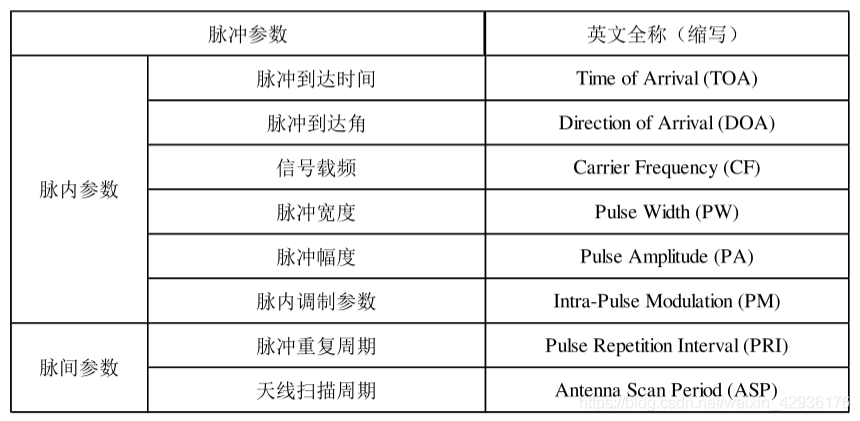 脉冲参数 英文全称（缩写）
脉内参数
脉冲到达时间 Time of Arrival (TOA)
脉冲到达角 Direction of Arrival (DOA)
信号载频 Carrier Frequency (CF)
脉冲宽度 Pulse Width (PW)
脉冲幅度 Pulse Amplitude (PA)
脉内调制参数 Intra-Pulse Modulation (PM)
脉间参数
脉冲重复周期 Pulse Repetition Interval (PRI)
天线扫描周期 Antenna Scan Period (ASP)
https://blog.csdn.net/weixin_42936175